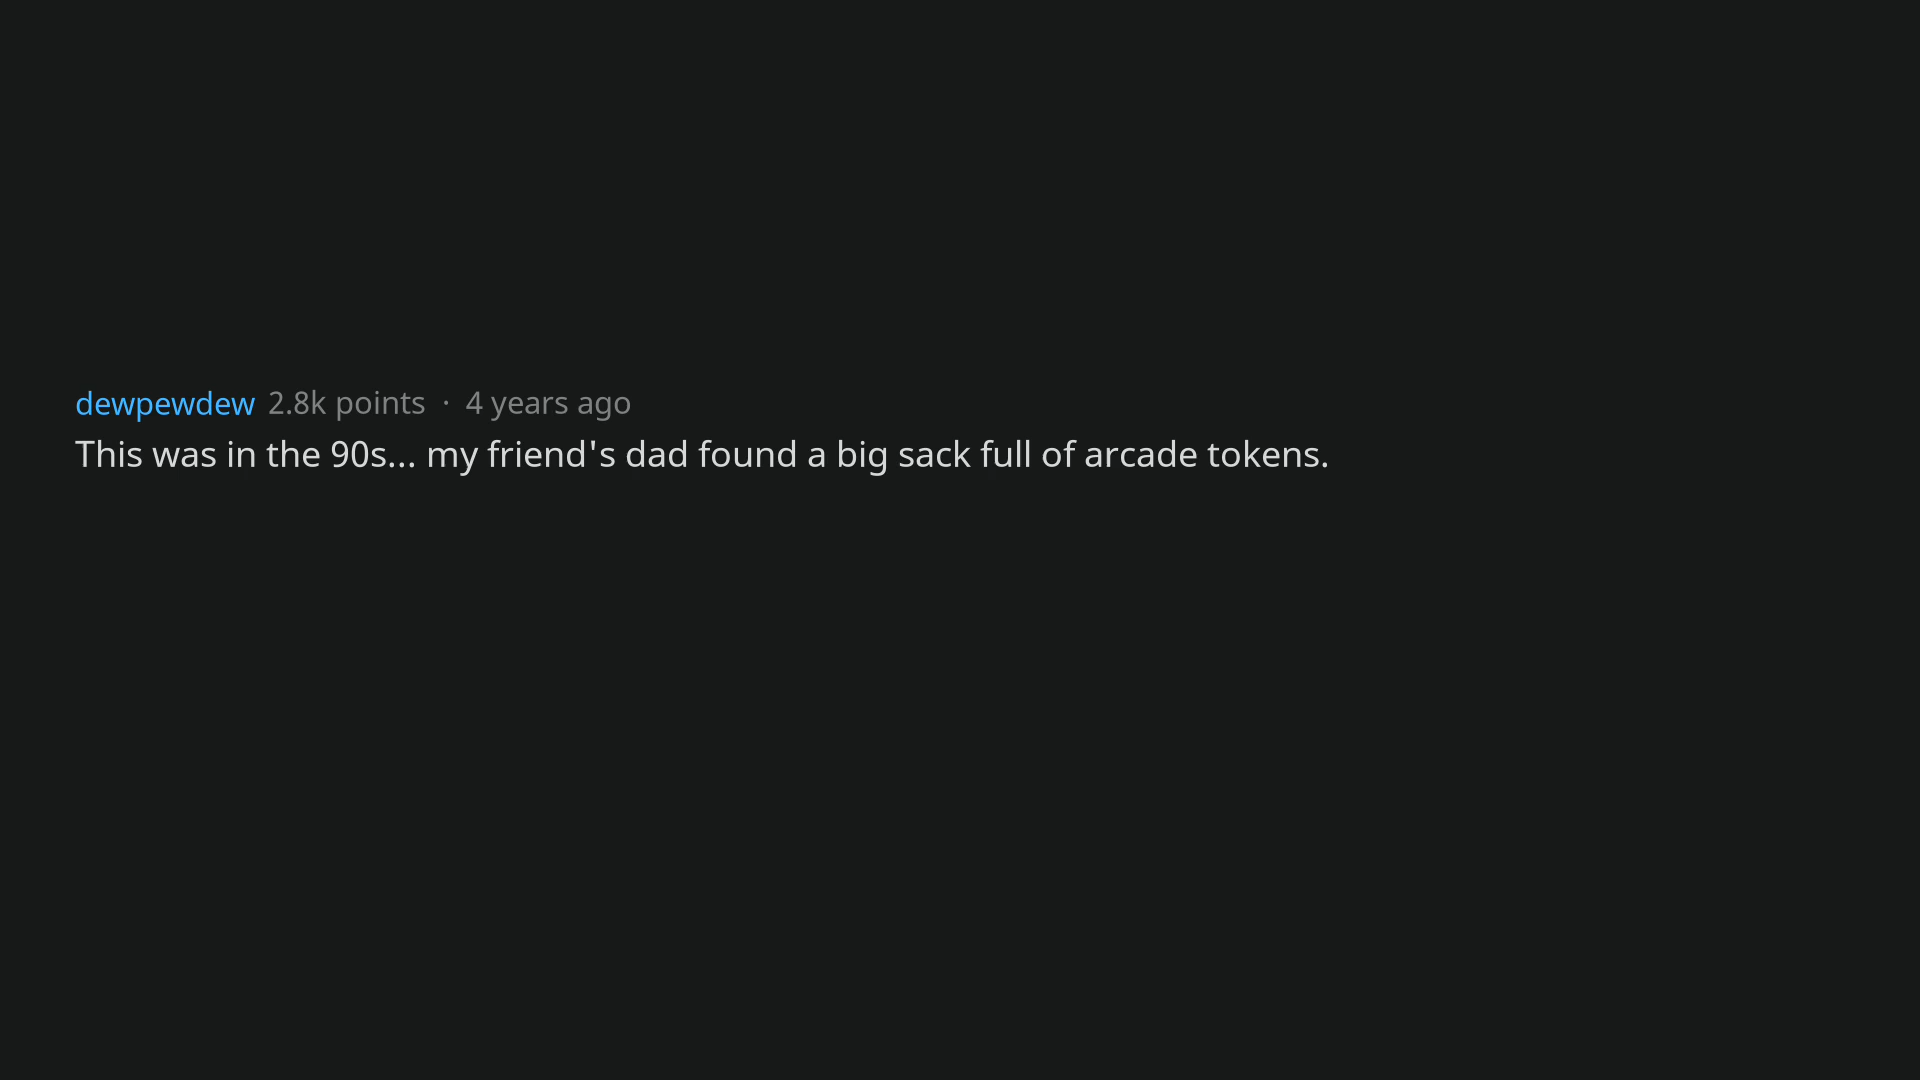 dewpewdew 2.8k points · 4 years ago
This was in the 90s... my friend's dad found a big sack full of arcade tokens.